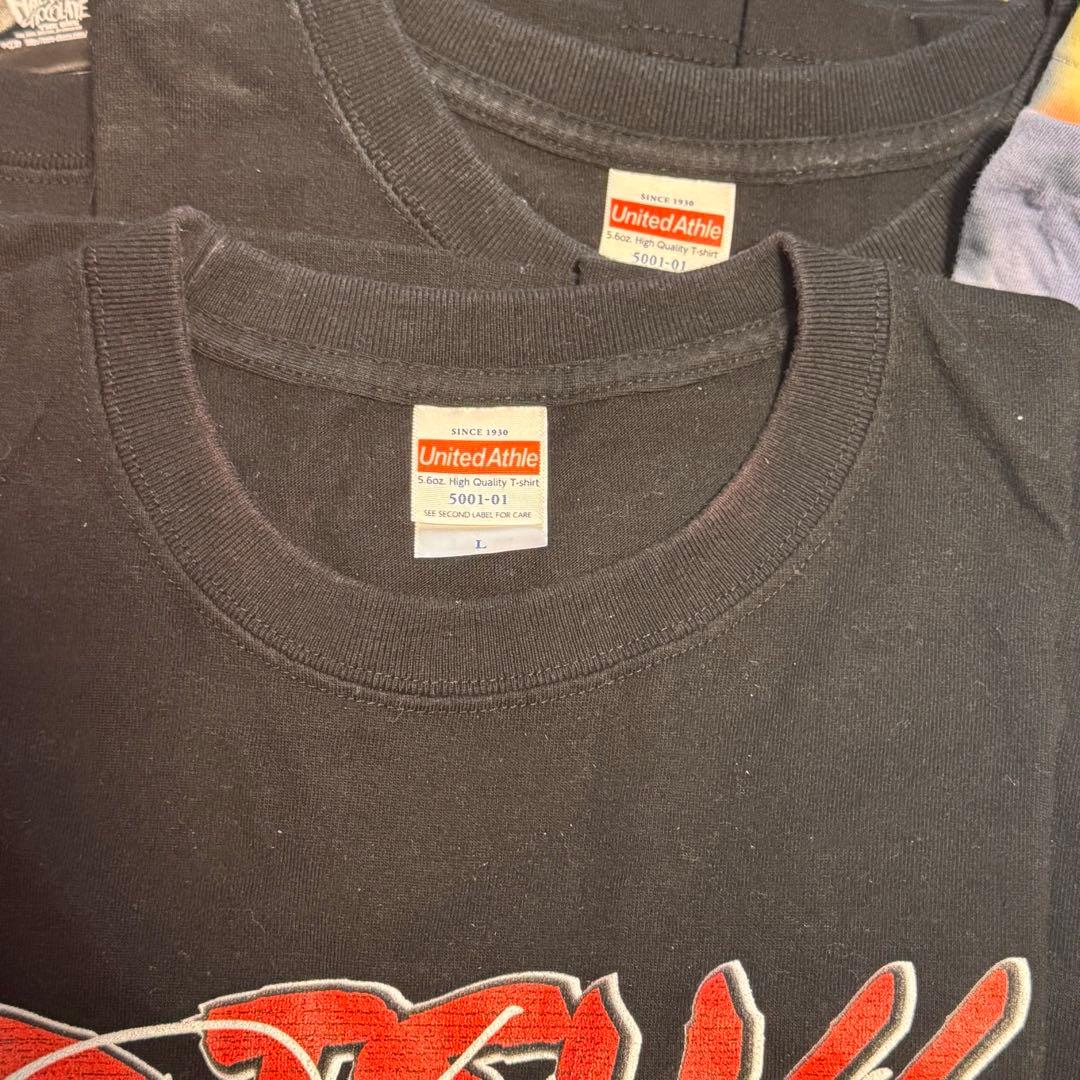 CHOCOLATE
SINCE 1930
United Athle
5.6oz. High Quality T-shirt
5001-01
SINCE 1930
United Athle
5.6oz. High Quality T-shirt
5001-01
SEE SECOND LABEL FOR CARE
L